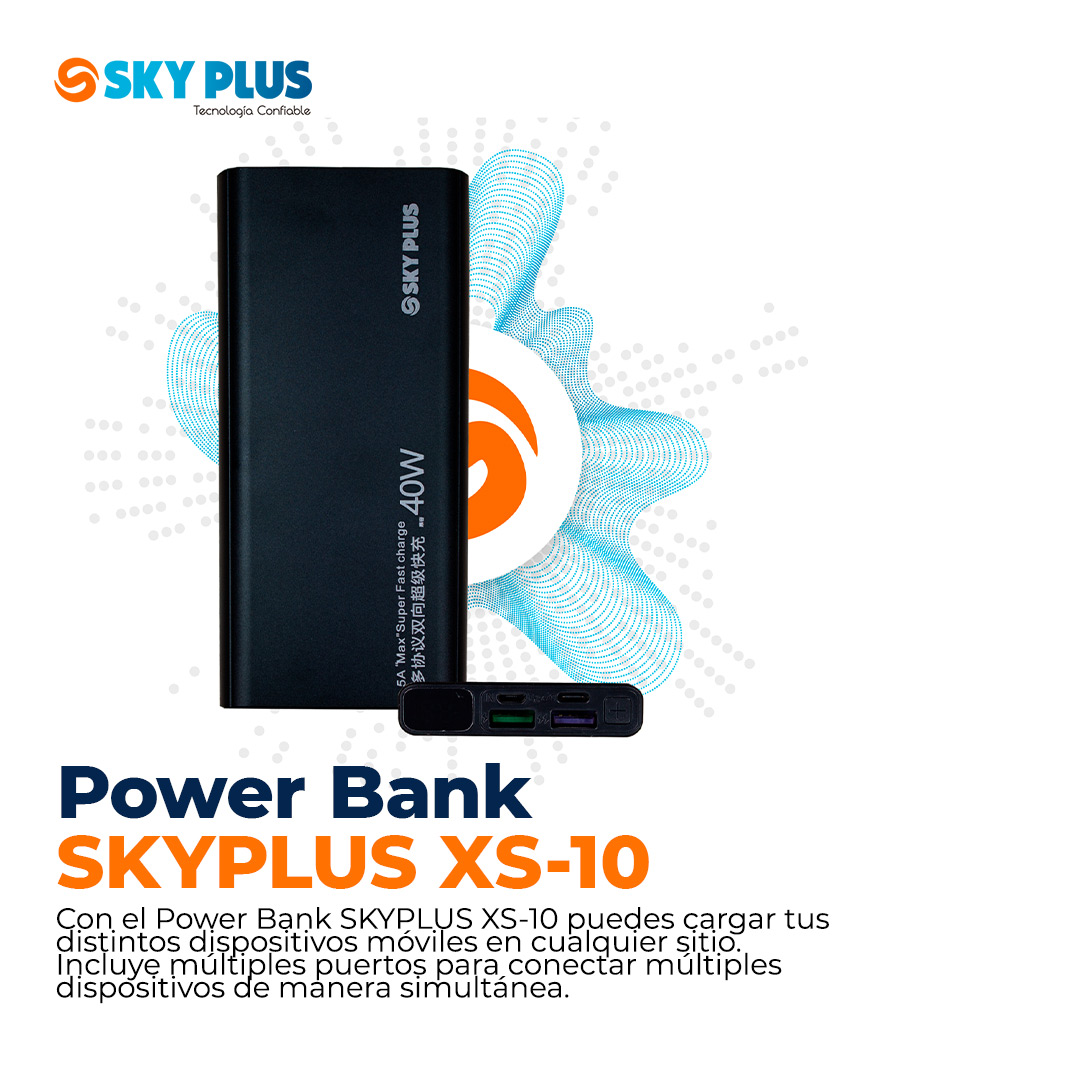 SKY PLUS
Tecnología Confiable
SKY PLUS
40W
5A "Max"Super Fast charge
多协议双向超级快充
Power Bank
SKYPLUS XS-10
Con el Power Bank SKYPLUS XS-10 puedes cargar tus
distintos dispositivos móviles en cualquier sitio.
Incluye múltiples puertos para conectar múltiples
dispositivos de manera simultánea.